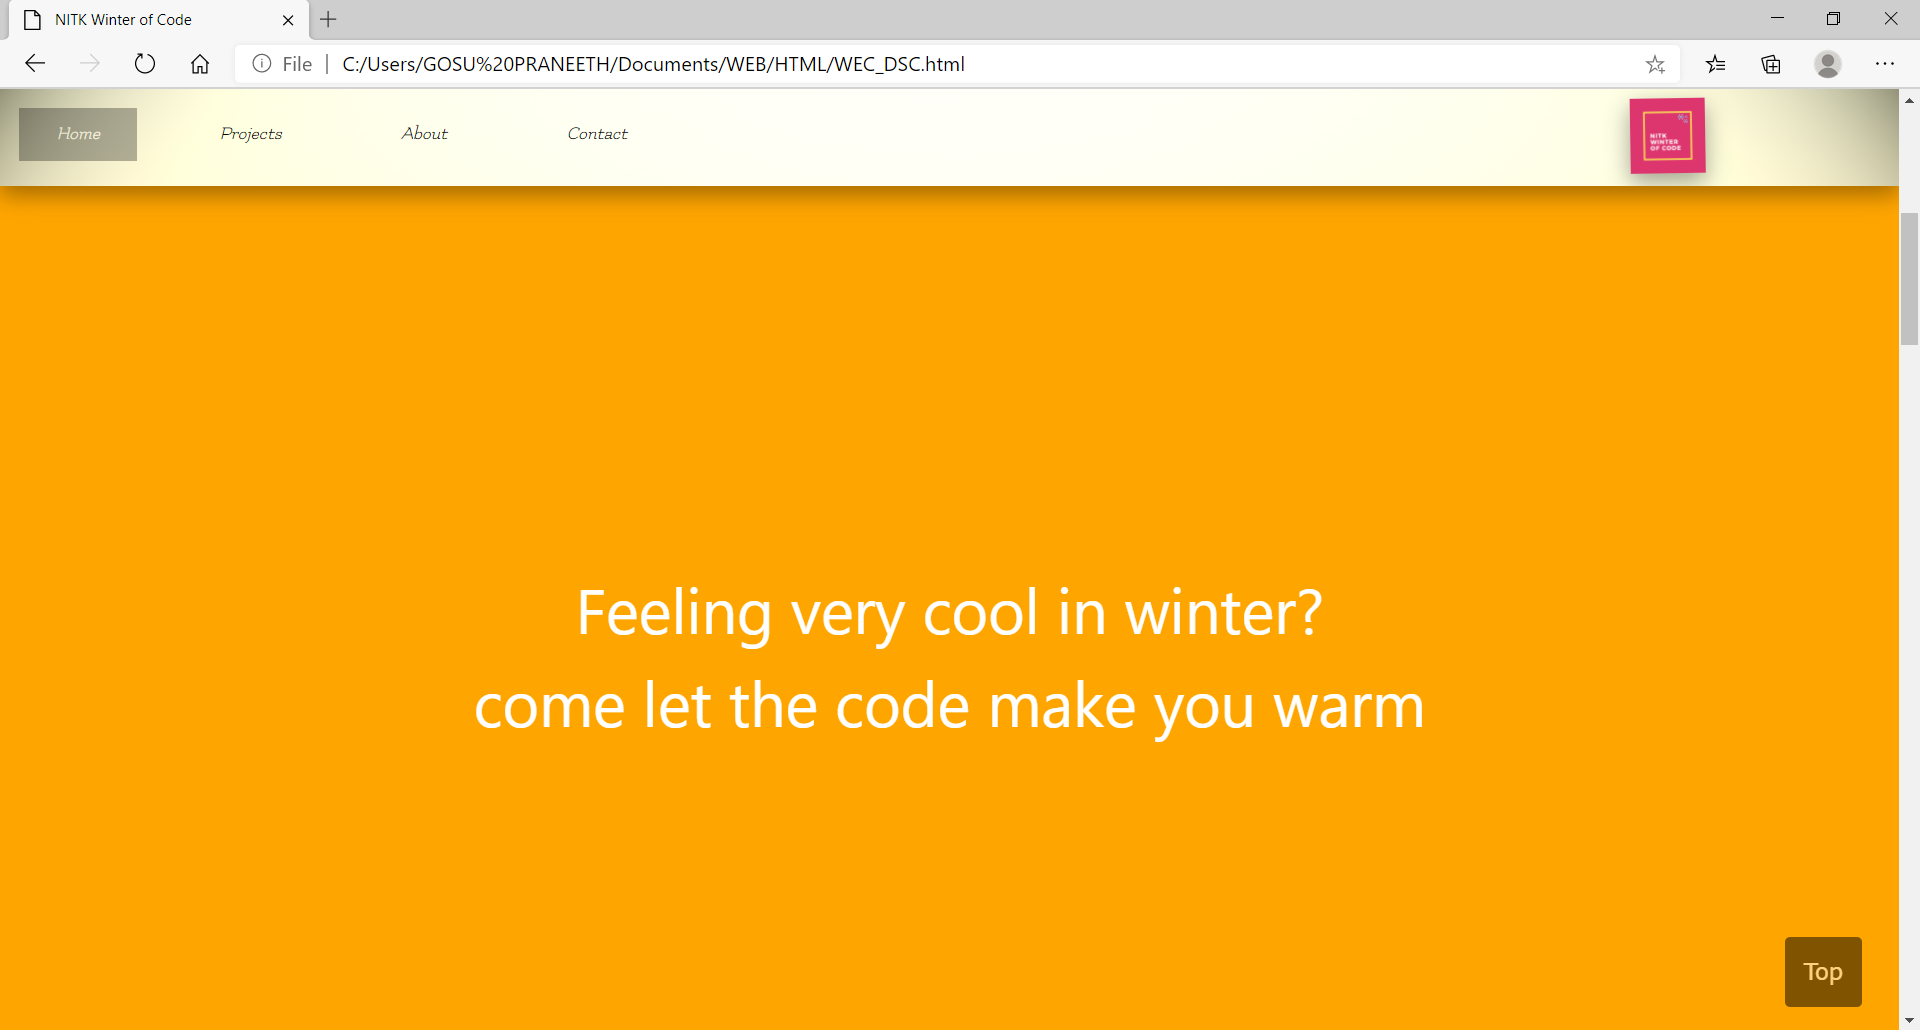 NITK Winter of Code
File
C:/Users/GOSU%20PRANEETH/Documents/WEB/HTML/WEC_DSC.html
Home Projects About Contact
NITK
WINTER
OF CODE
Feeling very cool in winter?
come let the code make you warm
Top